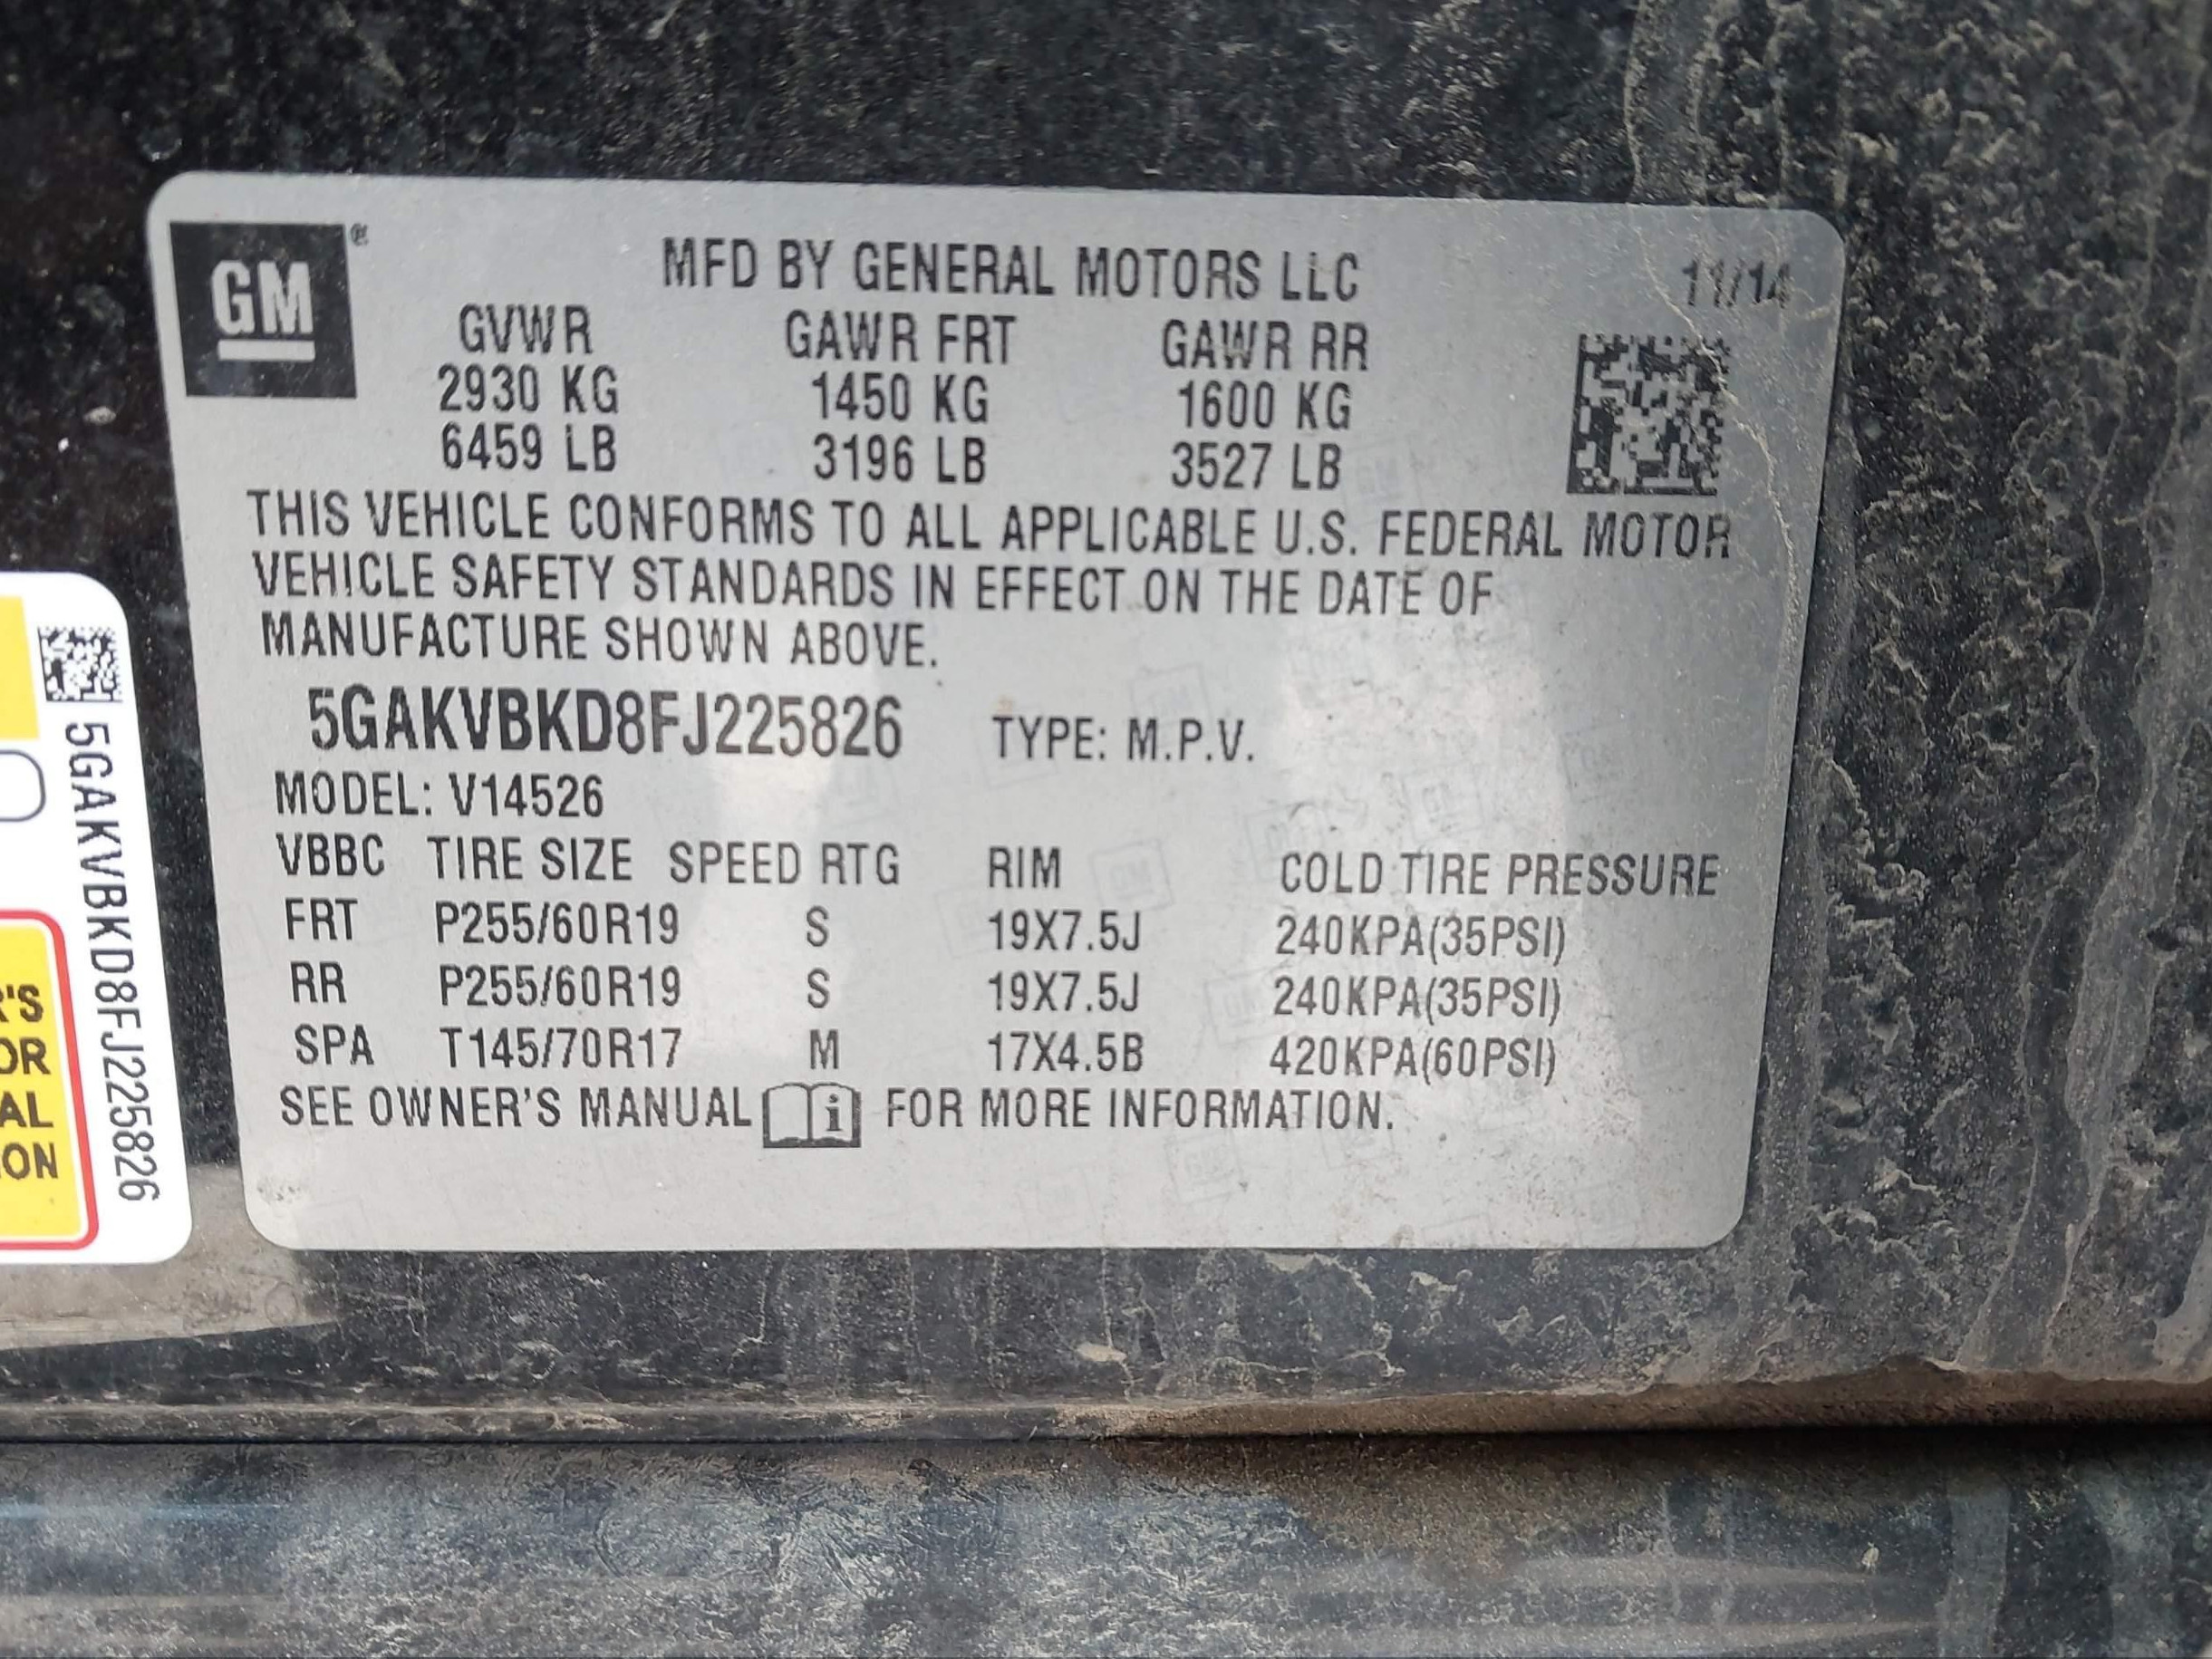 GM ®
MFD BY GENERAL MOTORS LLC 11/14
GVWR GAWR FRT GAWR RR
2930 KG 1450 KG 1600 KG
6459 LB 3196 LB 3527 LB
THIS VEHICLE CONFORMS TO ALL APPLICABLE U.S. FEDERAL MOTOR
VEHICLE SAFETY STANDARDS IN EFFECT ON THE DATE OF
MANUFACTURE SHOWN ABOVE.
5GAKVBKD8FJ225826 TYPE: M.P.V.
MODEL: V14526
VBBC TIRE SIZE SPEED RTG RIM COLD TIRE PRESSURE
FRT P255/60R19 S 19X7.5J 240KPA(35PSI)
RR P255/60R19 S 19X7.5J 240KPA(35PSI)
SPA T145/70R17 M 17X4.5B 420KPA(60PSI)
SEE OWNER'S MANUAL i FOR MORE INFORMATION.
5GAKVBKD8FJ225826
'S
OR
AL
ON